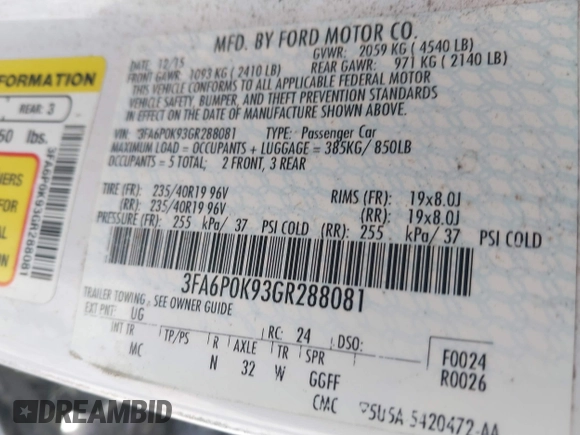 MFD. BY FORD MOTOR CO.
12/15
GVWR: 2059 KG (4540 LB)
FRONT GAWR: 1093 KG (2410 LB)
REAR GAWR: 971 KG (2140 LB)
THIS VEHICLE CONFORMS TO ALL APPLICABLE FEDERAL MOTOR
VEHICLE SAFETY, BUMPER, AND THEFT PREVENTION STANDARDS
IN EFFECT ON THE DATE OF MANUFACTURE SHOWN ABOVE.
VIN: 3FA6P0K93GR288081 TYPE: Passenger Car
MAXIMUM LOAD = OCCUPANTS + LUGGAGE = 385KG/ 850LB
OCCUPANTS = 5 TOTAL; 2 FRONT, 3 REAR
TIRE (FR): 235/40R19 96V RIMS (FR): 19x8.0J
(RR): 235/40R19 96V (RR): 19x8.0J
PRESSURE (FR): 255 kPa/ 37 PSI COLD (RR): 255 kPa/ 37 PSI COLD
3FA6P0K93GR288081
TRAILER TOWING - SEE OWNER GUIDE
EXT PNT: UG RC: 24 DSO: F0024
INT TR TP/PS R AXLE TR SPR R0026
MC N 32 W GGFF
CMC 5U5A 5420472-AA
FORMATION
REAR: 3
50 lbs.
3FA6P0K93GR288081
FOR
DREAMBID